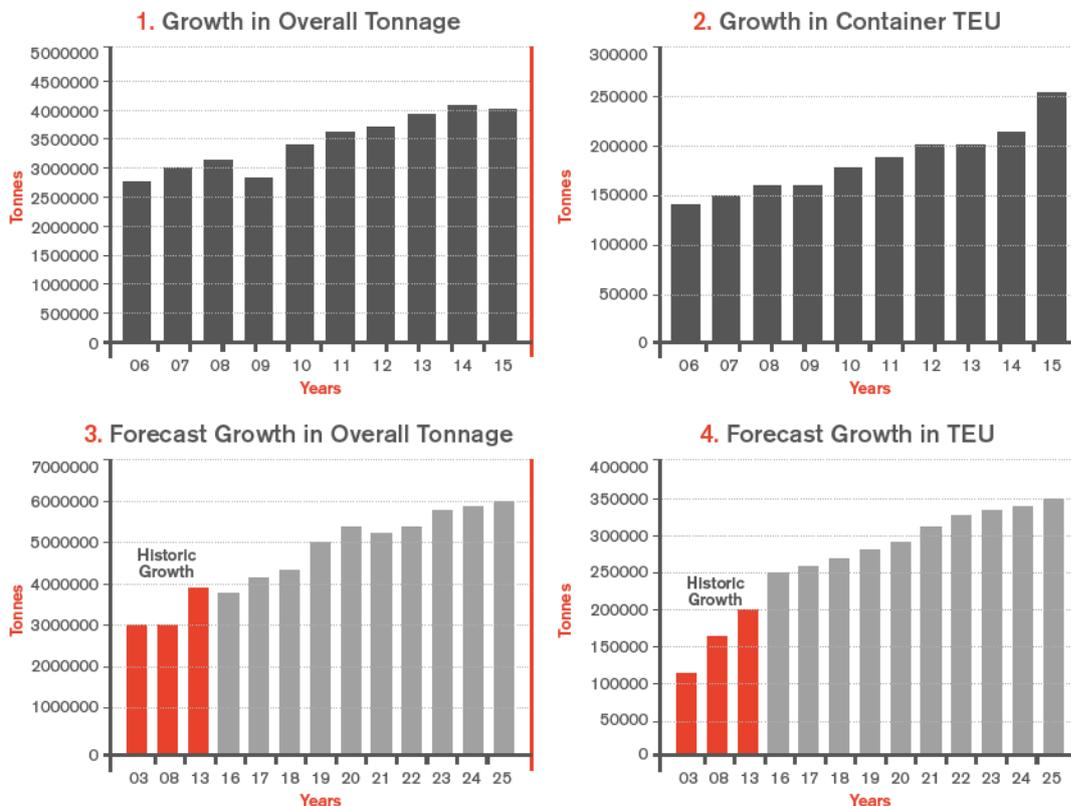 1. Growth in Overall Tonnage
5000000
4500000
4000000
3500000
3000000
2500000
2000000
1500000
1000000
500000
0
Tonnes
06 07 08 09 10 11 12 13 14 15
Years
2. Growth in Container TEU
300000
250000
200000
150000
100000
50000
0
Tonnes
06 07 08 09 10 11 12 13 14 15
Years
3. Forecast Growth in Overall Tonnage
7000000
6000000
5000000
4000000
3000000
2000000
1000000
0
Tonnes
Historic
Growth
03 08 13 16 17 18 19 20 21 22 23 24 25
Years
4. Forecast Growth in TEU
400000
350000
300000
250000
200000
150000
100000
50000
0
Tonnes
Historic
Growth
03 08 13 16 17 18 19 20 21 22 23 24 25
Years